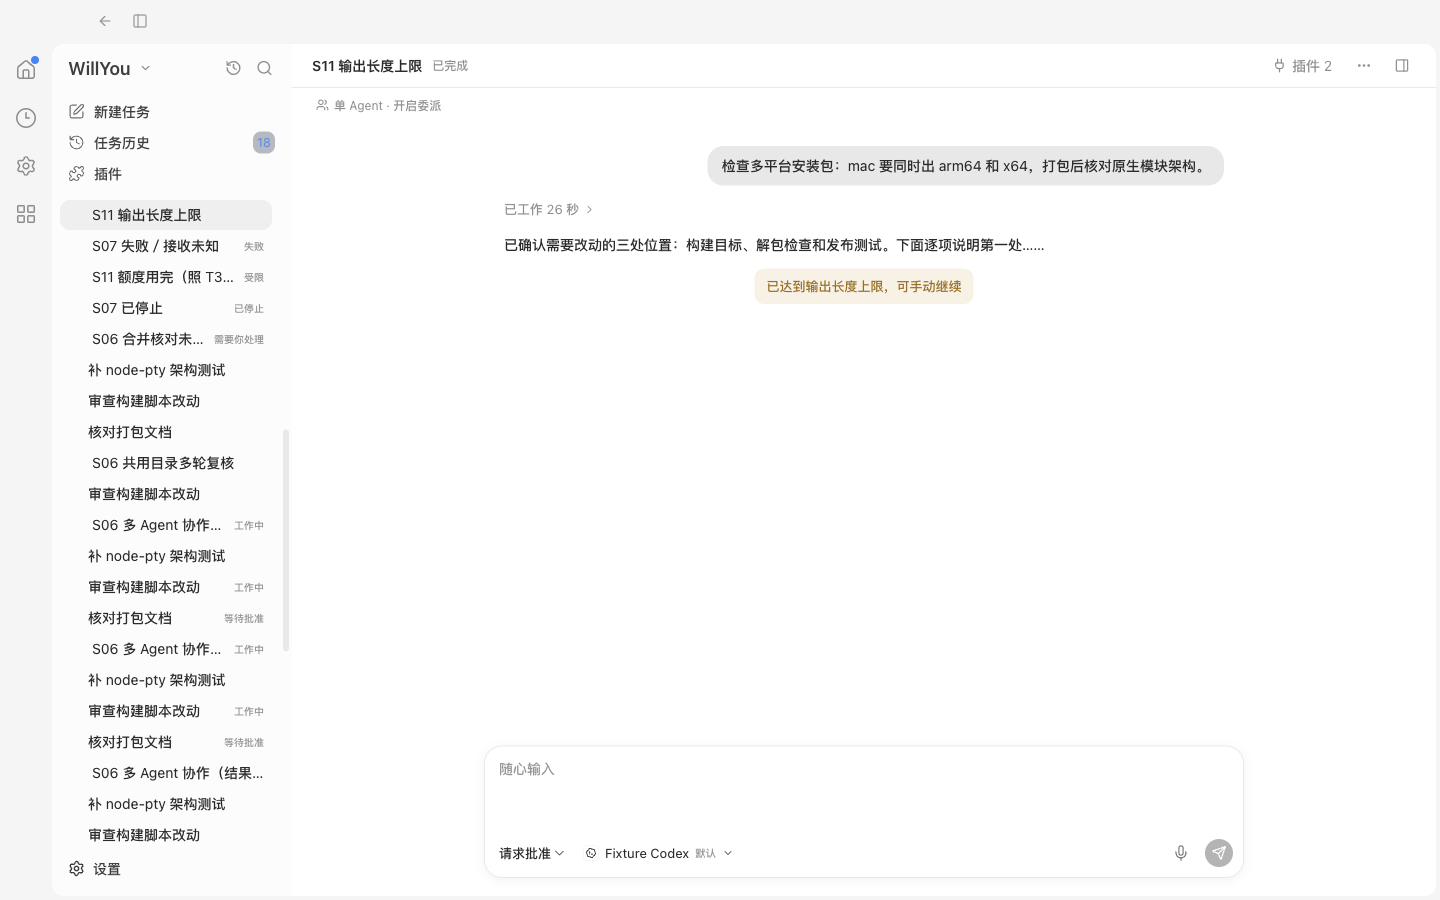 WillYou
新建任务
任务历史 18
插件
S11 输出长度上限
S07 失败 / 接收未知 失败
S11 额度用完（照 T3... 受限
S07 已停止 已停止
S06 合并核对未... 需要你处理
补 node-pty 架构测试
审查构建脚本改动
核对打包文档
S06 共用目录多轮复核
审查构建脚本改动
S06 多 Agent 协作... 工作中
补 node-pty 架构测试
审查构建脚本改动 工作中
核对打包文档 等待批准
S06 多 Agent 协作... 工作中
补 node-pty 架构测试
审查构建脚本改动 工作中
核对打包文档 等待批准
S06 多 Agent 协作（结果...
补 node-pty 架构测试
审查构建脚本改动
设置
S11 输出长度上限 已完成
插件 2
单 Agent · 开启委派
检查多平台安装包：mac 要同时出 arm64 和 x64，打包后核对原生模块架构。
已工作 26 秒
已确认需要改动的三处位置：构建目标、解包检查和发布测试。下面逐项说明第一处……
已达到输出长度上限，可手动继续
随心输入
请求批准 Fixture Codex 默认